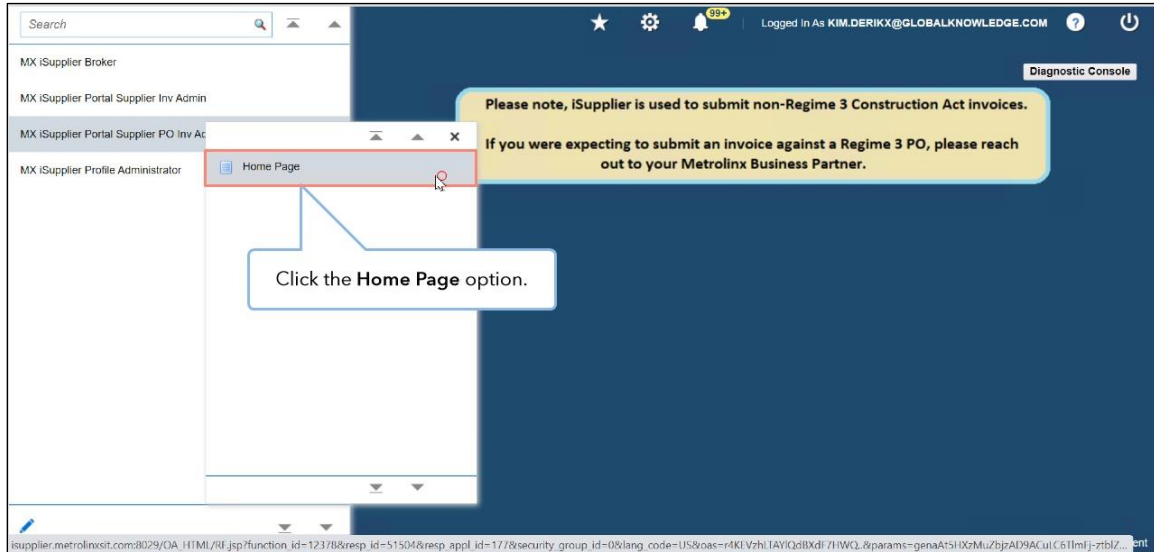 Search
99+
Logged In As KIM.DERIKX@GLOBALKNOWLEDGE.COM
?
MX iSupplier Broker
Diagnostic Console
MX iSupplier Portal Supplier Inv Admin
Please note, iSupplier is used to submit non-Regime 3 Construction Act invoices.
MX iSupplier Portal Supplier PO Inv Ac
If you were expecting to submit an invoice against a Regime 3 PO, please reach
out to your Metrolinx Business Partner.
MX iSupplier Profile Administrator
Home Page
Click the Home Page option.
ent